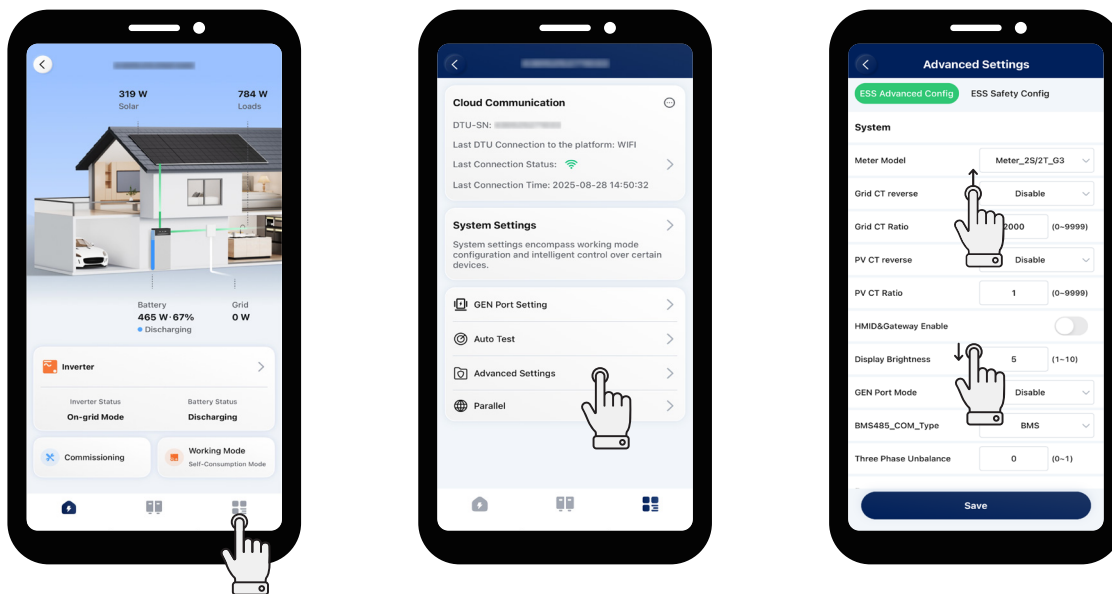 319 W
784 W
Solar
Loads
Battery
Grid
465 W·67%
0 W
Discharging
Inverter
Inverter Status
Battery Status
On-grid Mode
Discharging
Commissioning
Working Mode
Self-Consumption Mode
Cloud Communication
DTU-SN:
Last DTU Connection to the platform: WIFI
Last Connection Status:
Last Connection Time: 2025-08-28 14:50:32
System Settings
System settings encompass working mode
configuration and intelligent control over certain
devices.
GEN Port Setting
Auto Test
Advanced Settings
Parallel
Advanced Settings
ESS Advanced Config ESS Safety Config
System
Meter Model Meter_2S/2T_G3
Grid CT reverse Disable
Grid CT Ratio 2000 (0~9999)
PV CT reverse Disable
PV CT Ratio 1 (0~9999)
HMID&Gateway Enable
Display Brightness 5 (1~10)
GEN Port Mode Disable
BMS485_COM_Type BMS
Three Phase Unbalance 0 (0~1)
Save